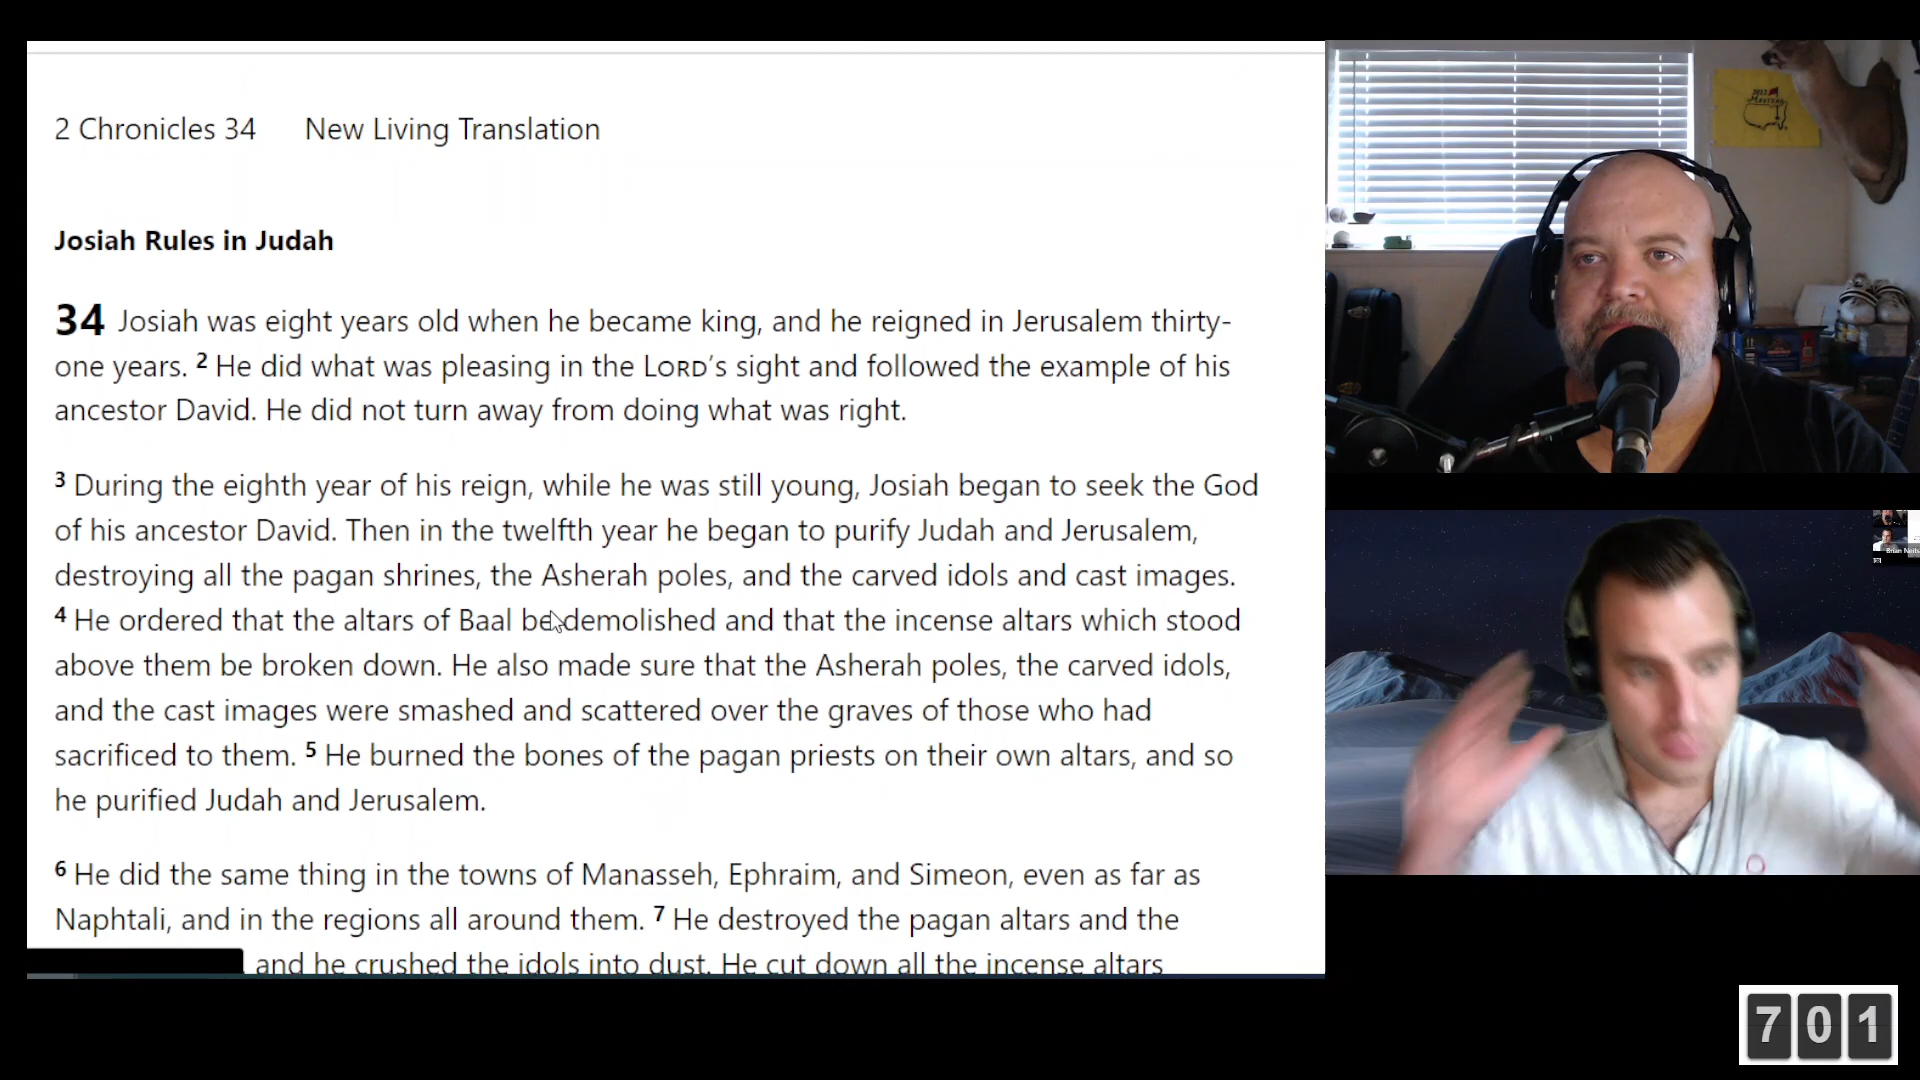 2 Chronicles 34 New Living Translation
Josiah Rules in Judah
34 Josiah was eight years old when he became king, and he reigned in Jerusalem thirty-
one years. 2 He did what was pleasing in the LORD's sight and followed the example of his
ancestor David. He did not turn away from doing what was right.
3 During the eighth year of his reign, while he was still young, Josiah began to seek the God
of his ancestor David. Then in the twelfth year he began to purify Judah and Jerusalem,
destroying all the pagan shrines, the Asherah poles, and the carved idols and cast images.
4 He ordered that the altars of Baal be demolished and that the incense altars which stood
above them be broken down. He also made sure that the Asherah poles, the carved idols,
and the cast images were smashed and scattered over the graves of those who had
sacrificed to them. 5 He burned the bones of the pagan priests on their own altars, and so
he purified Judah and Jerusalem.
6 He did the same thing in the towns of Manasseh, Ephraim, and Simeon, even as far as
Naphtali, and in the regions all around them. 7 He destroyed the pagan altars and the
and he crushed the idols into dust. He cut down all the incense altars
Masters
Brian
701